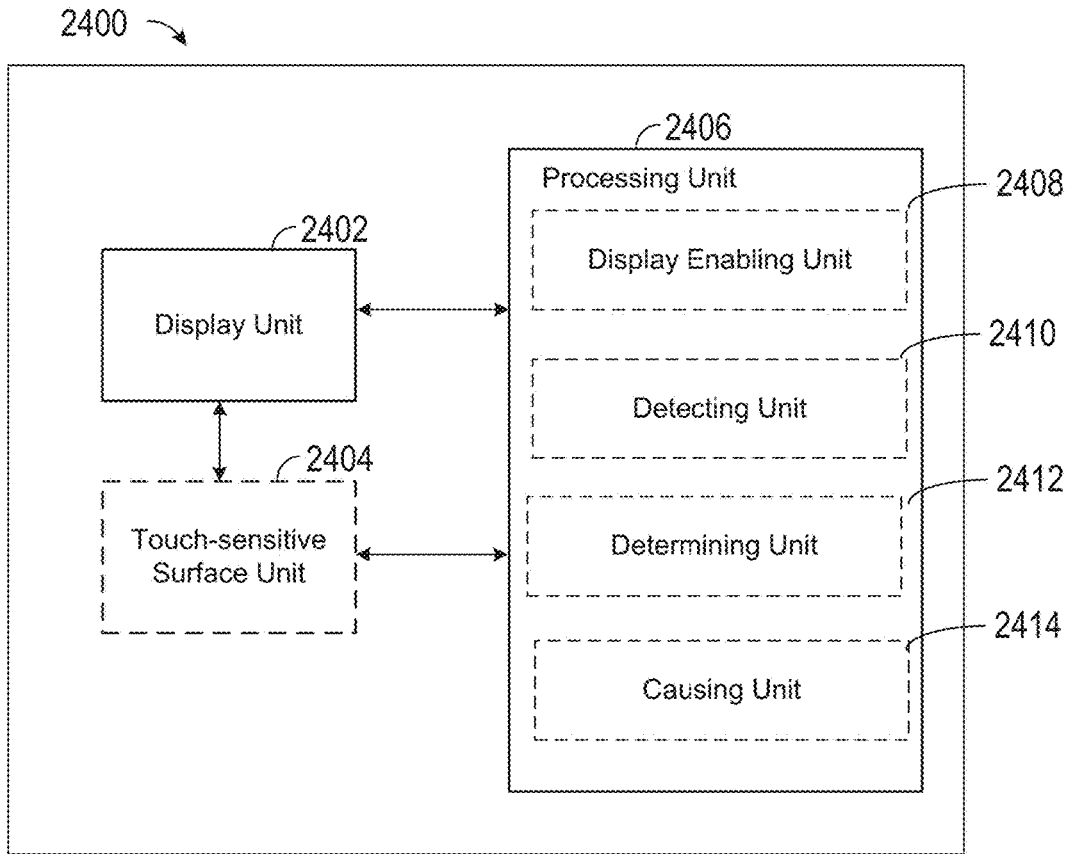 2400
2406
Processing Unit
2408
Display Enabling Unit
2402
Display Unit
2410
Detecting Unit
2404
Touch-sensitive
Surface Unit
2412
Determining Unit
2414
Causing Unit